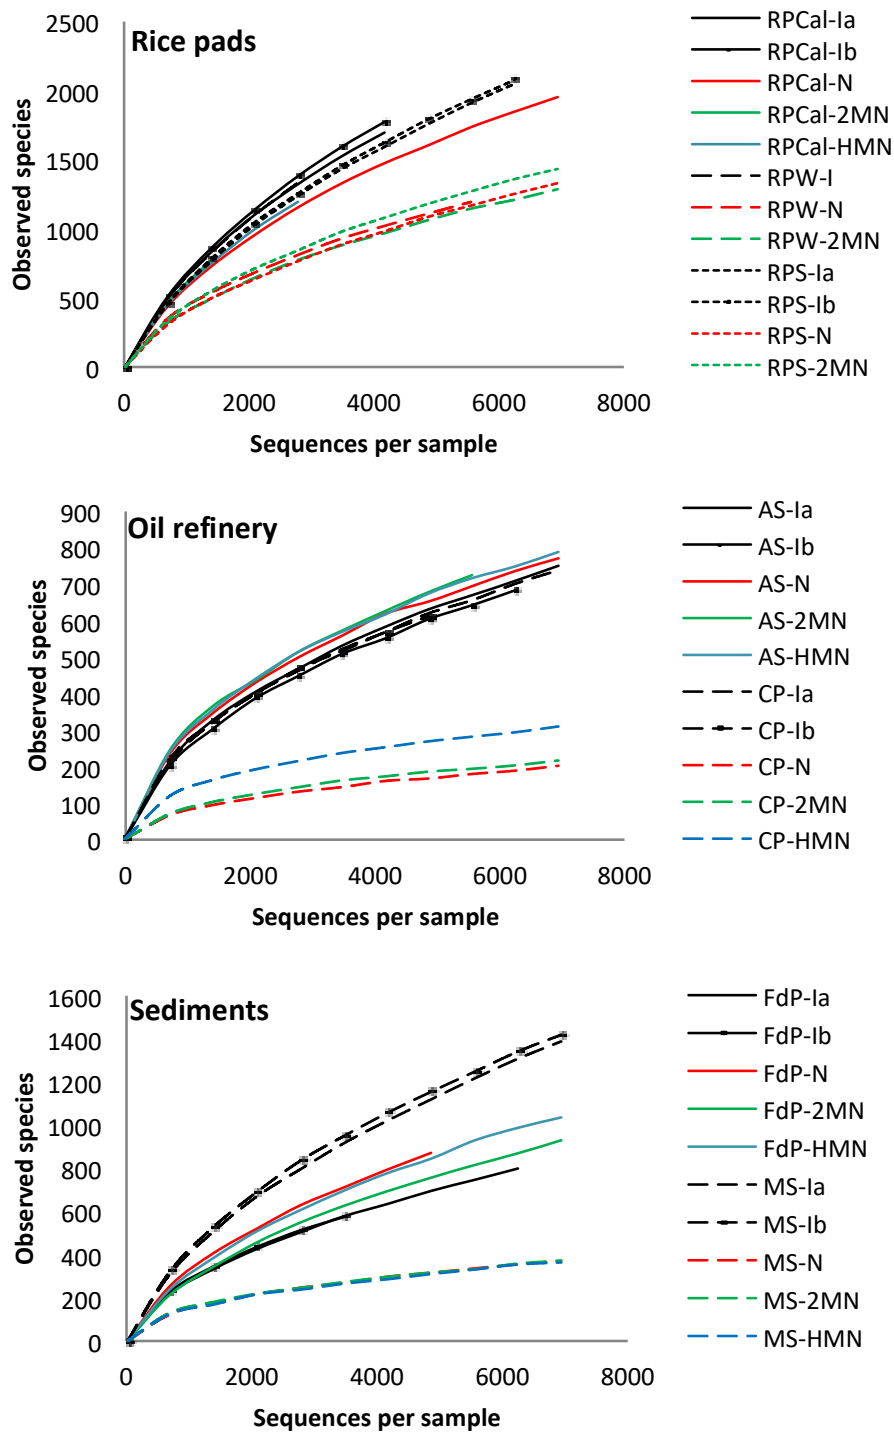 Rice pads
Observed species
2500
2000
1500
1000
500
0
0 2000 4000 6000 8000
Sequences per sample
RPCal-Ia
RPCal-Ib
RPCal-N
RPCal-2MN
RPCal-HMN
RPW-I
RPW-N
RPW-2MN
RPS-Ia
RPS-Ib
RPS-N
RPS-2MN
Oil refinery
Observed species
900
800
700
600
500
400
300
200
100
0
0 2000 4000 6000 8000
Sequences per sample
AS-Ia
AS-Ib
AS-N
AS-2MN
AS-HMN
CP-Ia
CP-Ib
CP-N
CP-2MN
CP-HMN
Sediments
Observed species
1600
1400
1200
1000
800
600
400
200
0
0 2000 4000 6000 8000
Sequences per sample
FdP-Ia
FdP-Ib
FdP-N
FdP-2MN
FdP-HMN
MS-Ia
MS-Ib
MS-N
MS-2MN
MS-HMN